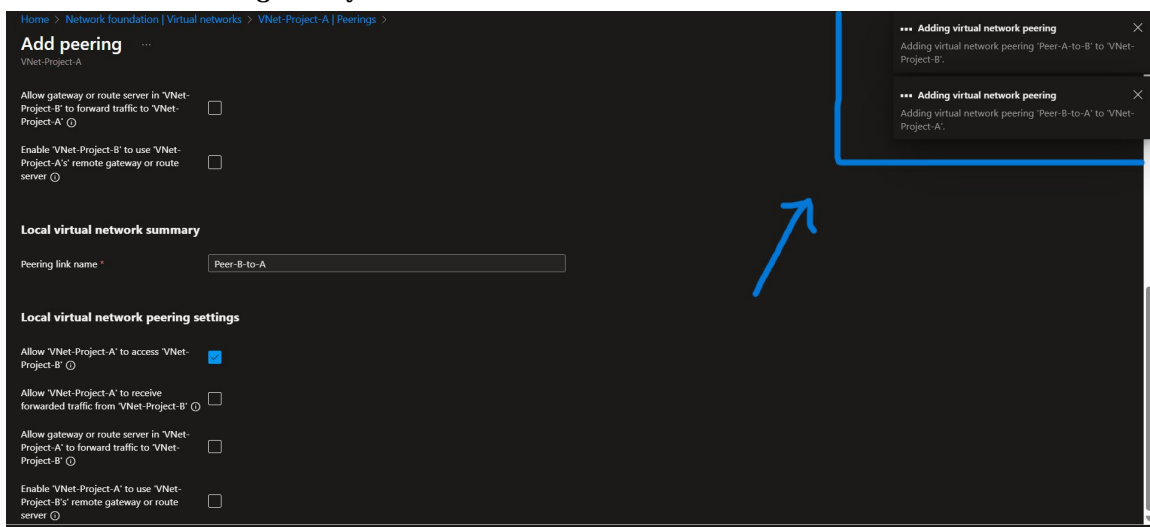 Home > Network foundation | Virtual networks > VNet-Project-A | Peerings >
Add peering ...
VNet-Project-A
Allow gateway or route server in 'VNet-
Project-B' to forward traffic to 'VNet-
Project-A'
Enable 'VNet-Project-B' to use 'VNet-
Project-A's' remote gateway or route
server
Local virtual network summary
Peering link name *
Peer-B-to-A
Local virtual network peering settings
Allow 'VNet-Project-A' to access 'VNet-
Project-B'
Allow 'VNet-Project-A' to receive
forwarded traffic from 'VNet-Project-B'
Allow gateway or route server in 'VNet-
Project-A' to forward traffic to 'VNet-
Project-B'
Enable 'VNet-Project-A' to use 'VNet-
Project-B's' remote gateway or route
server
Adding virtual network peering
Adding virtual network peering 'Peer-A-to-B' to 'VNet-
Project-B'.
Adding virtual network peering
Adding virtual network peering 'Peer-B-to-A' to 'VNet-
Project-A'.